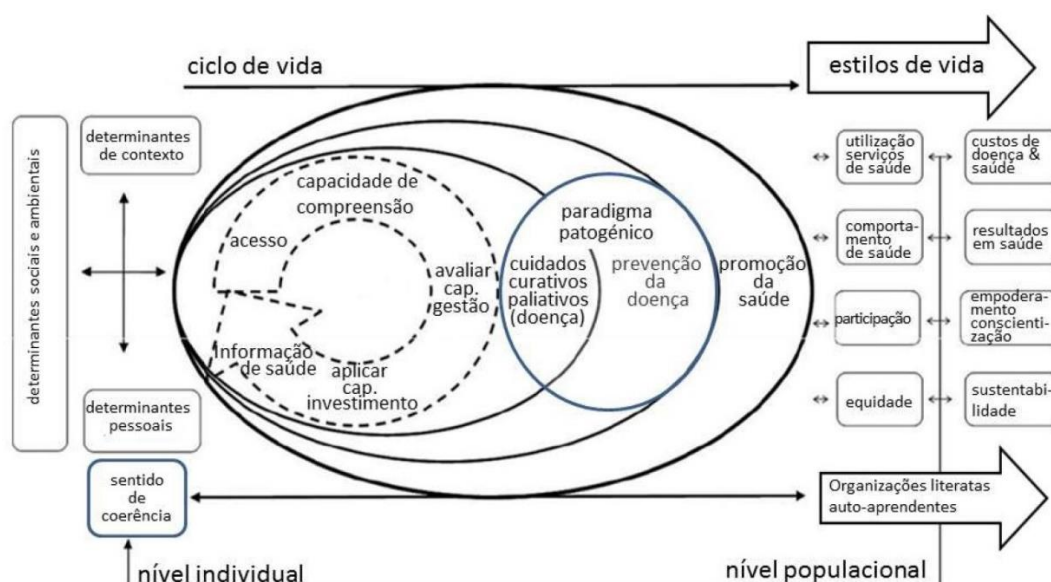 ciclo de vida
estilos de vida
determinantes sociais e ambientais
determinantes
de contexto
capacidade de
compreensão
acesso
avaliar
cap.
gestão
Informação
de saúde
aplicar
cap.
investimento
paradigma
patogénico
cuidados
curativos
paliativos
(doença)
prevenção
da
doença
promoção
da
saúde
utilização
serviços
de saúde
custos de
doença &
saúde
comporta-
mento
de saúde
resultados
em saúde
participação
empodera-
mento
conscienti-
zação
equidade
sustentabi-
lidade
determinantes
pessoais
sentido
de
coerência
Organizações literatas
auto-aprendentes
nível individual
nível populacional